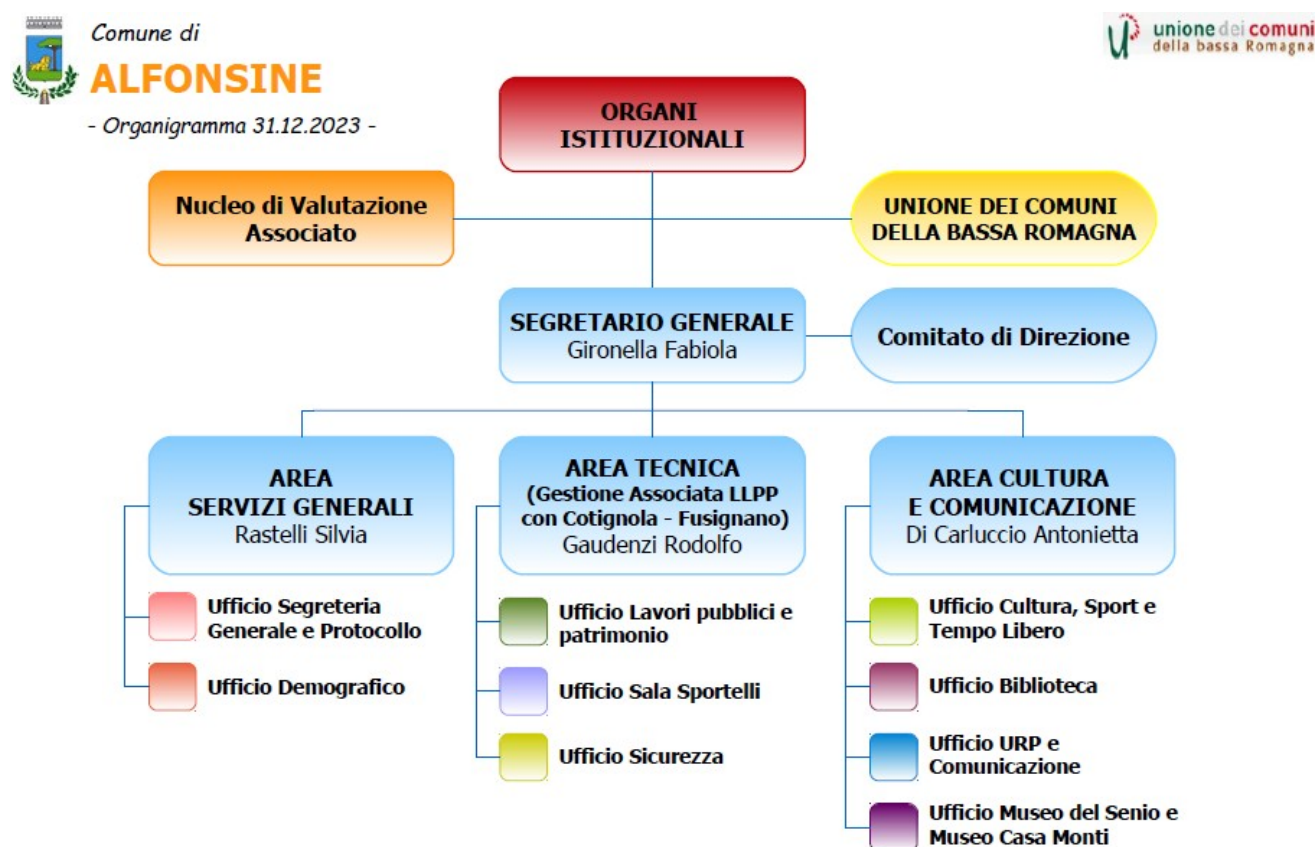 Comune di
ALFONSINE
- Organigramma 31.12.2023 -
unione dei comuni
della bassa Romagna
ORGANI
ISTITUZIONALI
Nucleo di Valutazione
Associato
UNIONE DEI COMUNI
DELLA BASSA ROMAGNA
SEGRETARIO GENERALE
Gironella Fabiola
Comitato di Direzione
AREA
SERVIZI GENERALI
Rastelli Silvia
Ufficio Segreteria
Generale e Protocollo
Ufficio Demografico
AREA TECNICA
(Gestione Associata LLPP
con Cotignola - Fusignano)
Gaudenzi Rodolfo
Ufficio Lavori pubblici e
patrimonio
Ufficio Sala Sportelli
Ufficio Sicurezza
AREA CULTURA
E COMUNICAZIONE
Di Carluccio Antonietta
Ufficio Cultura, Sport e
Tempo Libero
Ufficio Biblioteca
Ufficio URP e
Comunicazione
Ufficio Museo del Senio e
Museo Casa Monti